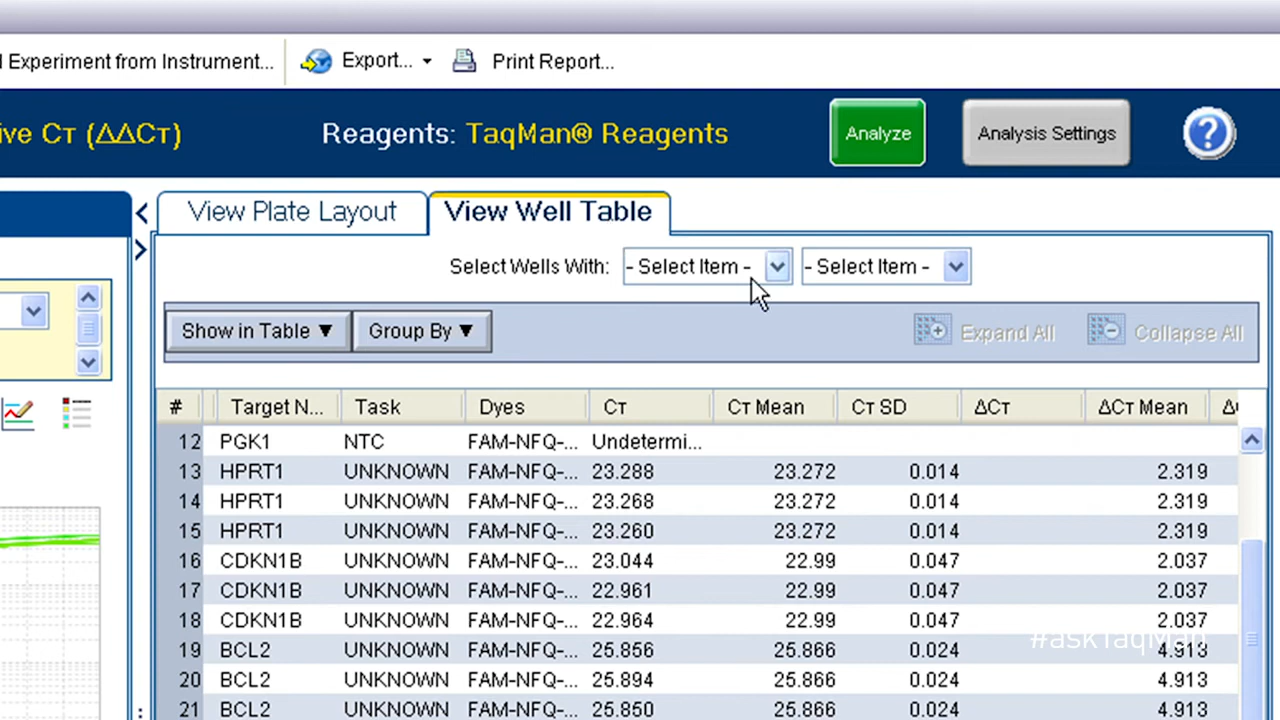 l Experiment from Instrument... Export... Print Report...
ive Cт (ΔΔCт) Reagents: TaqMan® Reagents Analyze Analysis Settings ?
View Plate Layout View Well Table
Select Wells With: - Select Item - - Select Item -
Show in Table ▼ Group By ▼ Expand All Collapse All
# Target N... Task Dyes Cт Cт Mean Cт SD ΔCт ΔCт Mean
12 PGK1 NTC FAM-NFQ-... Undetermi...
13 HPRT1 UNKNOWN FAM-NFQ-... 23.288 23.272 0.014 2.319
14 HPRT1 UNKNOWN FAM-NFQ-... 23.268 23.272 0.014 2.319
15 HPRT1 UNKNOWN FAM-NFQ-... 23.260 23.272 0.014 2.319
16 CDKN1B UNKNOWN FAM-NFQ-... 23.044 22.99 0.047 2.037
17 CDKN1B UNKNOWN FAM-NFQ-... 22.961 22.99 0.047 2.037
18 CDKN1B UNKNOWN FAM-NFQ-... 22.964 22.99 0.047 2.037
#askTaqMan
19 BCL2 UNKNOWN FAM-NFQ-... 25.856 25.866 0.024 4.913
20 BCL2 UNKNOWN FAM-NFQ-... 25.894 25.866 0.024 4.913
21 BCL2 UNKNOWN FAM-NFQ-... 25.850 25.866 0.024 4.913